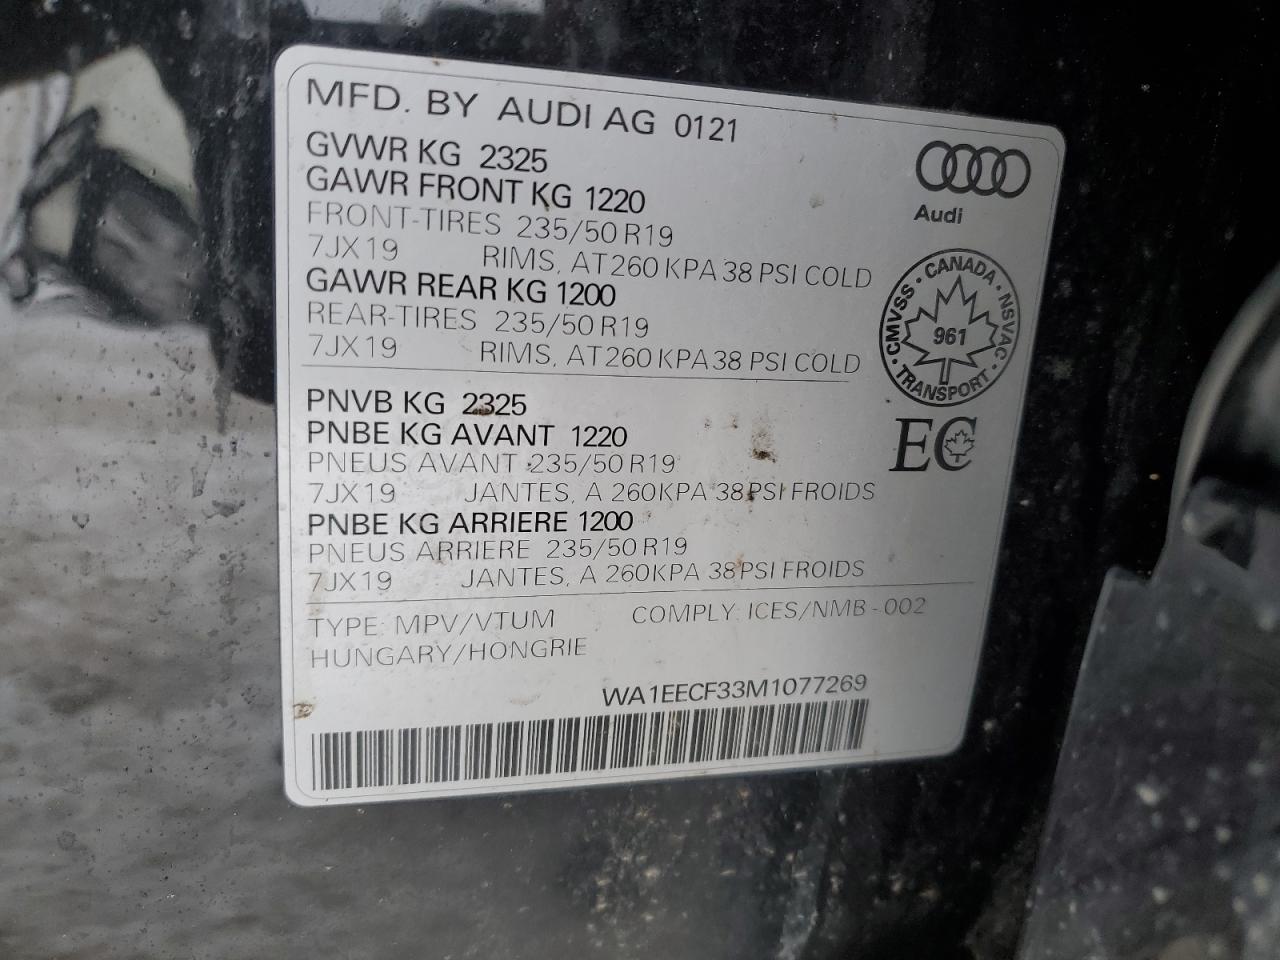 MFD. BY AUDI AG 0121
GVWR KG 2325
GAWR FRONT KG 1220
FRONT-TIRES 235/50 R19
7JX19 RIMS, AT 260 KPA 38 PSI COLD
GAWR REAR KG 1200
REAR-TIRES 235/50 R19
7JX19 RIMS, AT 260 KPA 38 PSI COLD
Audi
CMVSS · CANADA · NSVAC · TRANSPORT ·
961
PNVB KG 2325
PNBE KG AVANT 1220
PNEUS AVANT 235/50 R19
7JX19 JANTES, A 260KPA 38 PSI FROIDS
PNBE KG ARRIERE 1200
PNEUS ARRIERE 235/50 R19
7JX19 JANTES, A 260KPA 38 PSI FROIDS
EC
TYPE: MPV/VTUM COMPLY: ICES/NMB-002
HUNGARY/HONGRIE
WA1EECF33M1077269